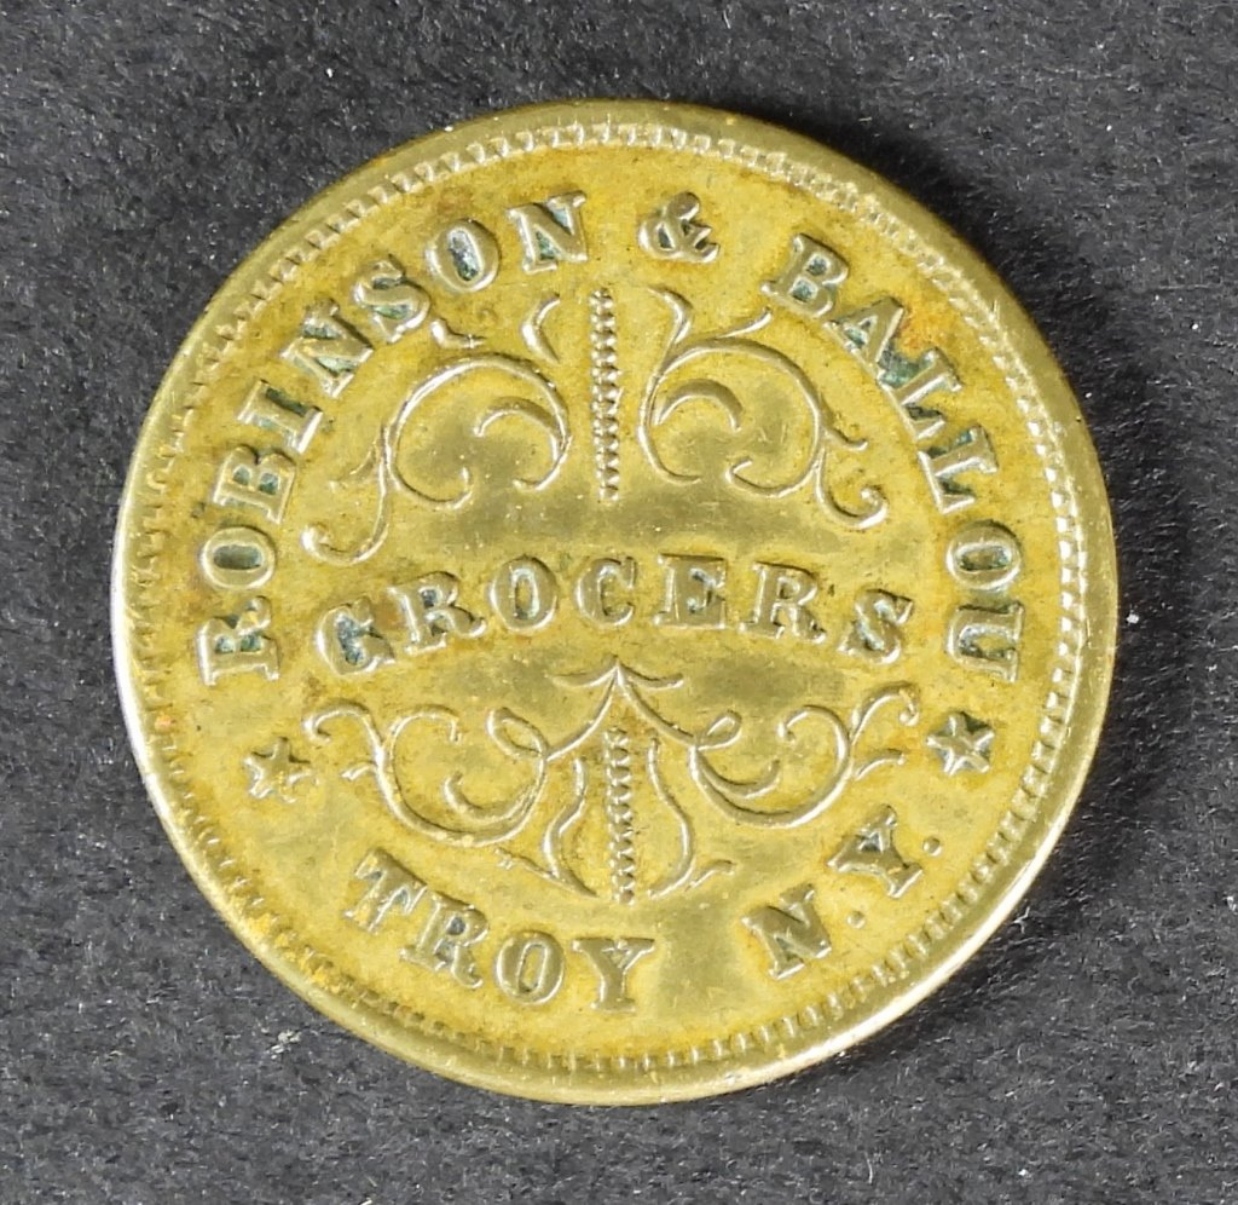 ROBINSON & BALLOU
GROCERS
TROY N.Y.